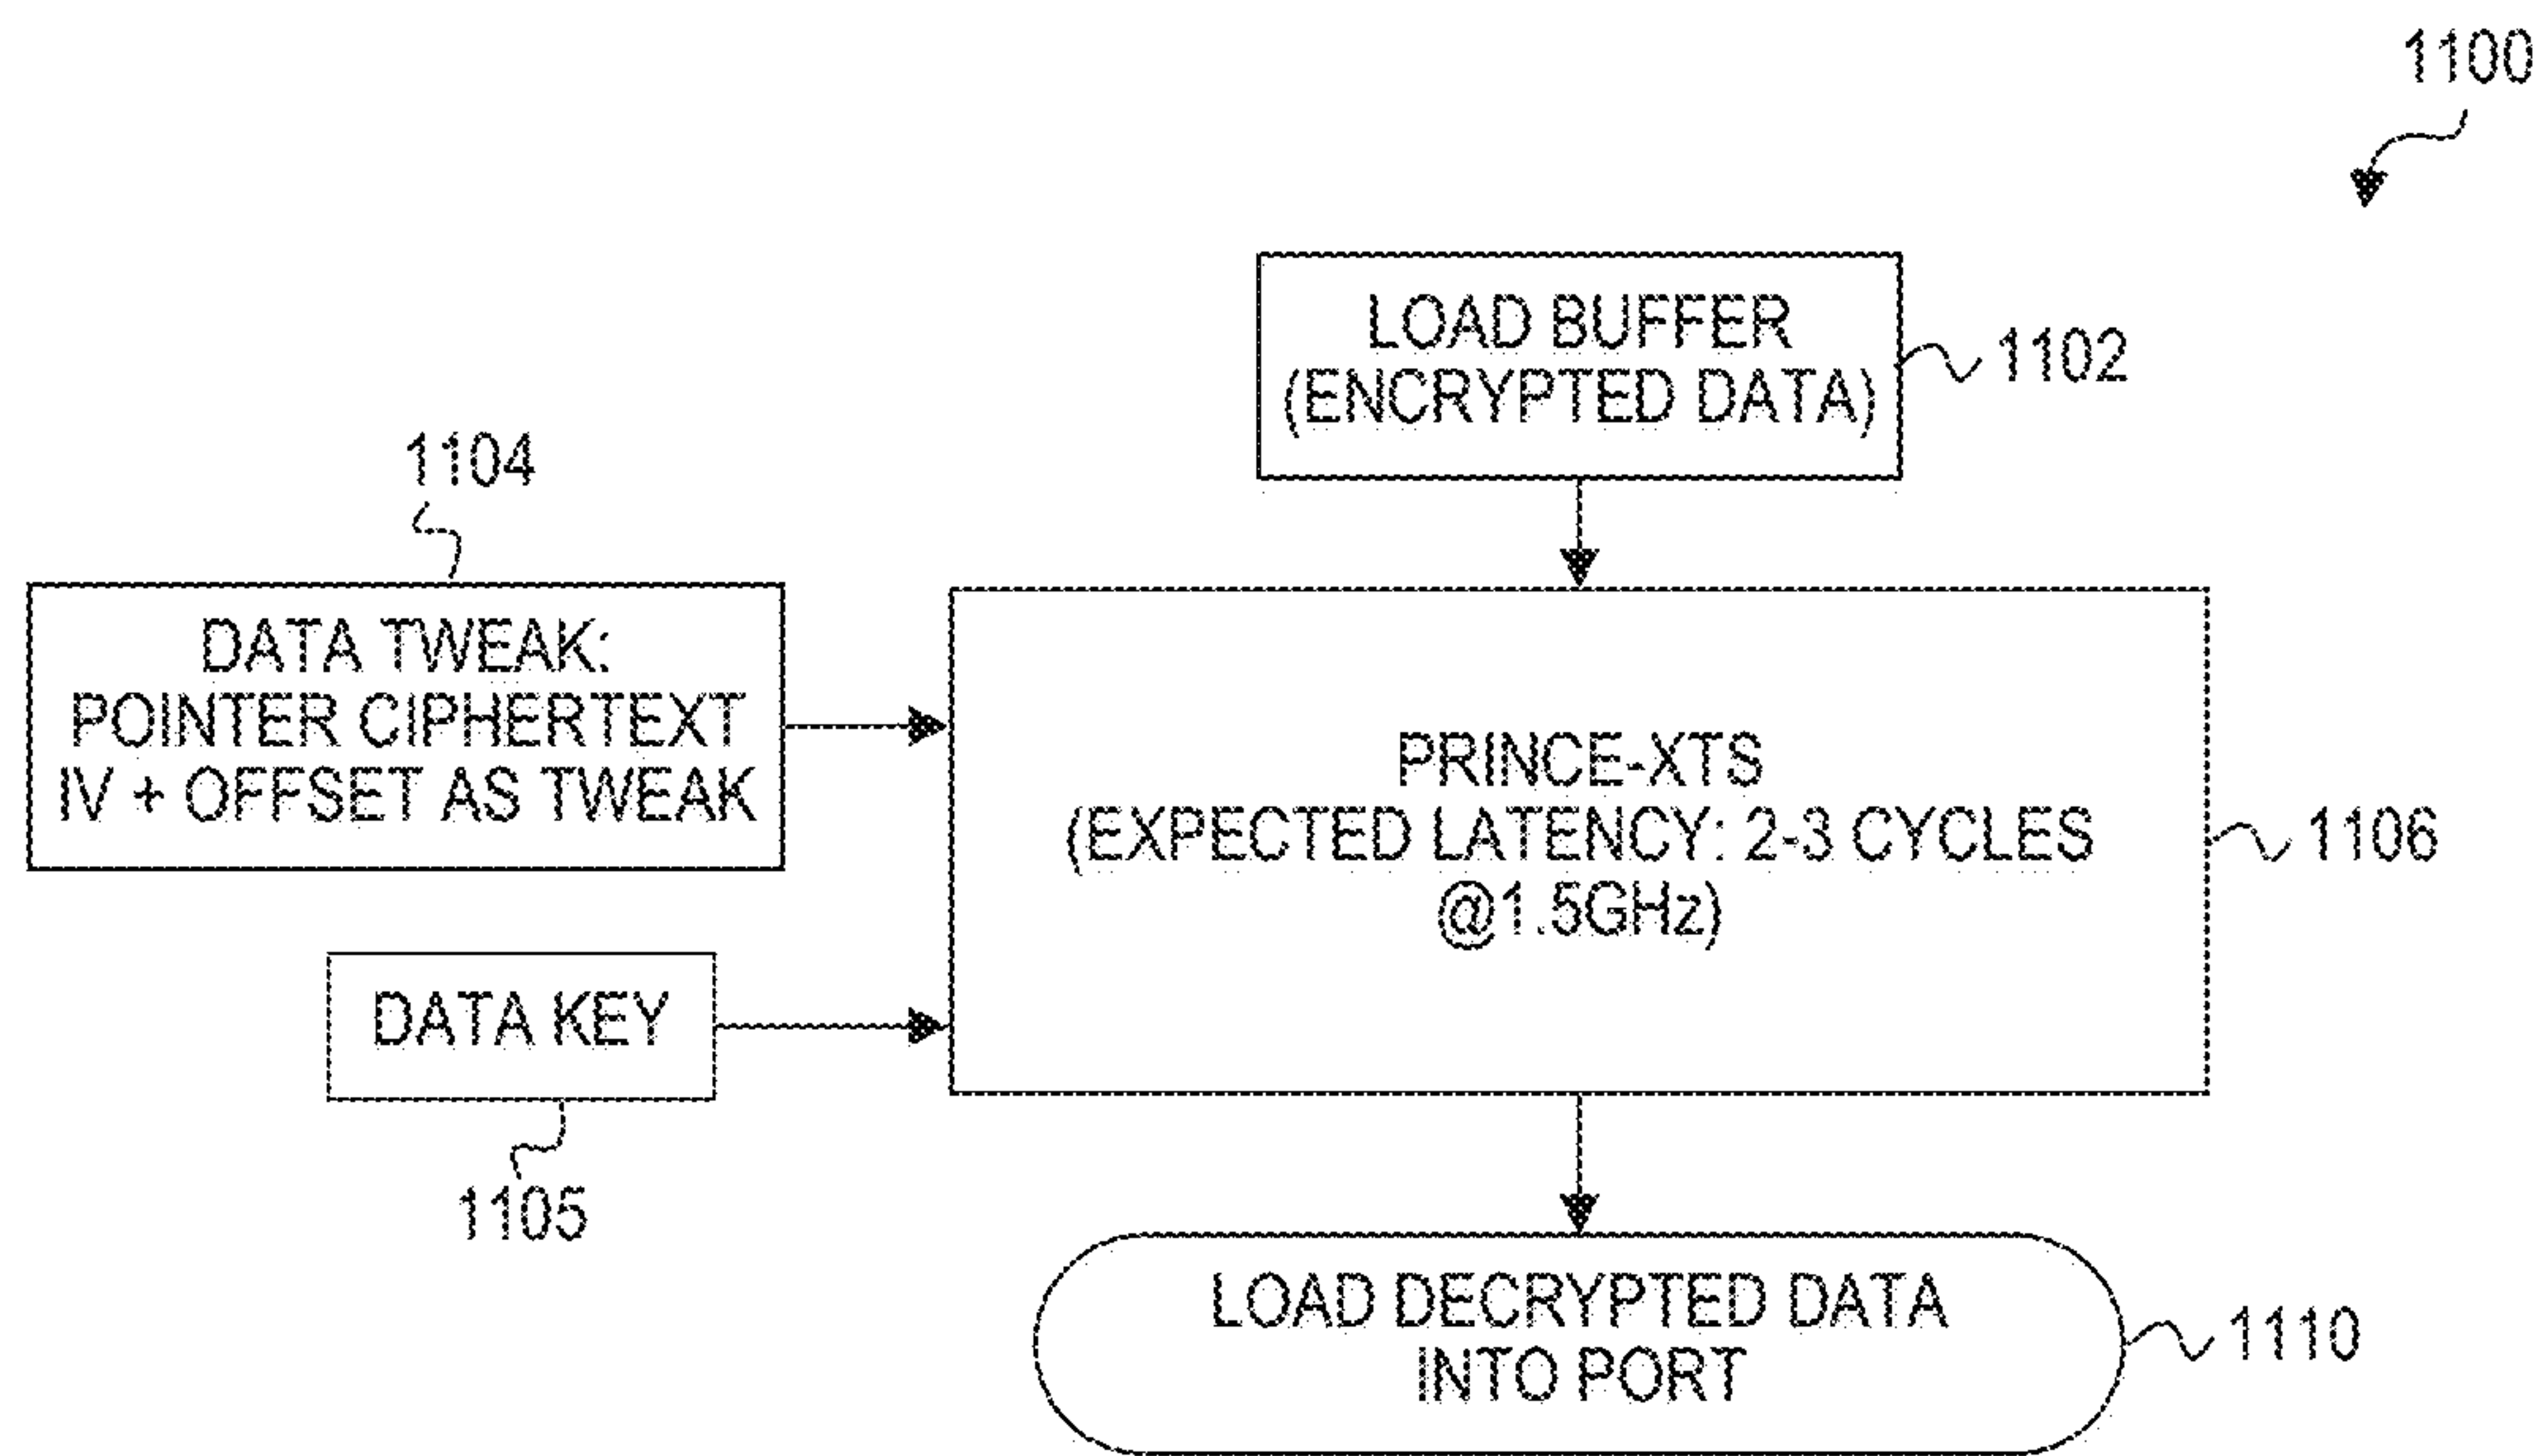 1100
LOAD BUFFER
(ENCRYPTED DATA)
1102
1104
DATA TWEAK:
POINTER CIPHERTEXT
IV + OFFSET AS TWEAK
PRINCE-XTS
(EXPECTED LATENCY: 2-3 CYCLES
@1.5GHz)
1106
DATA KEY
1105
LOAD DECRYPTED DATA
INTO PORT
1110